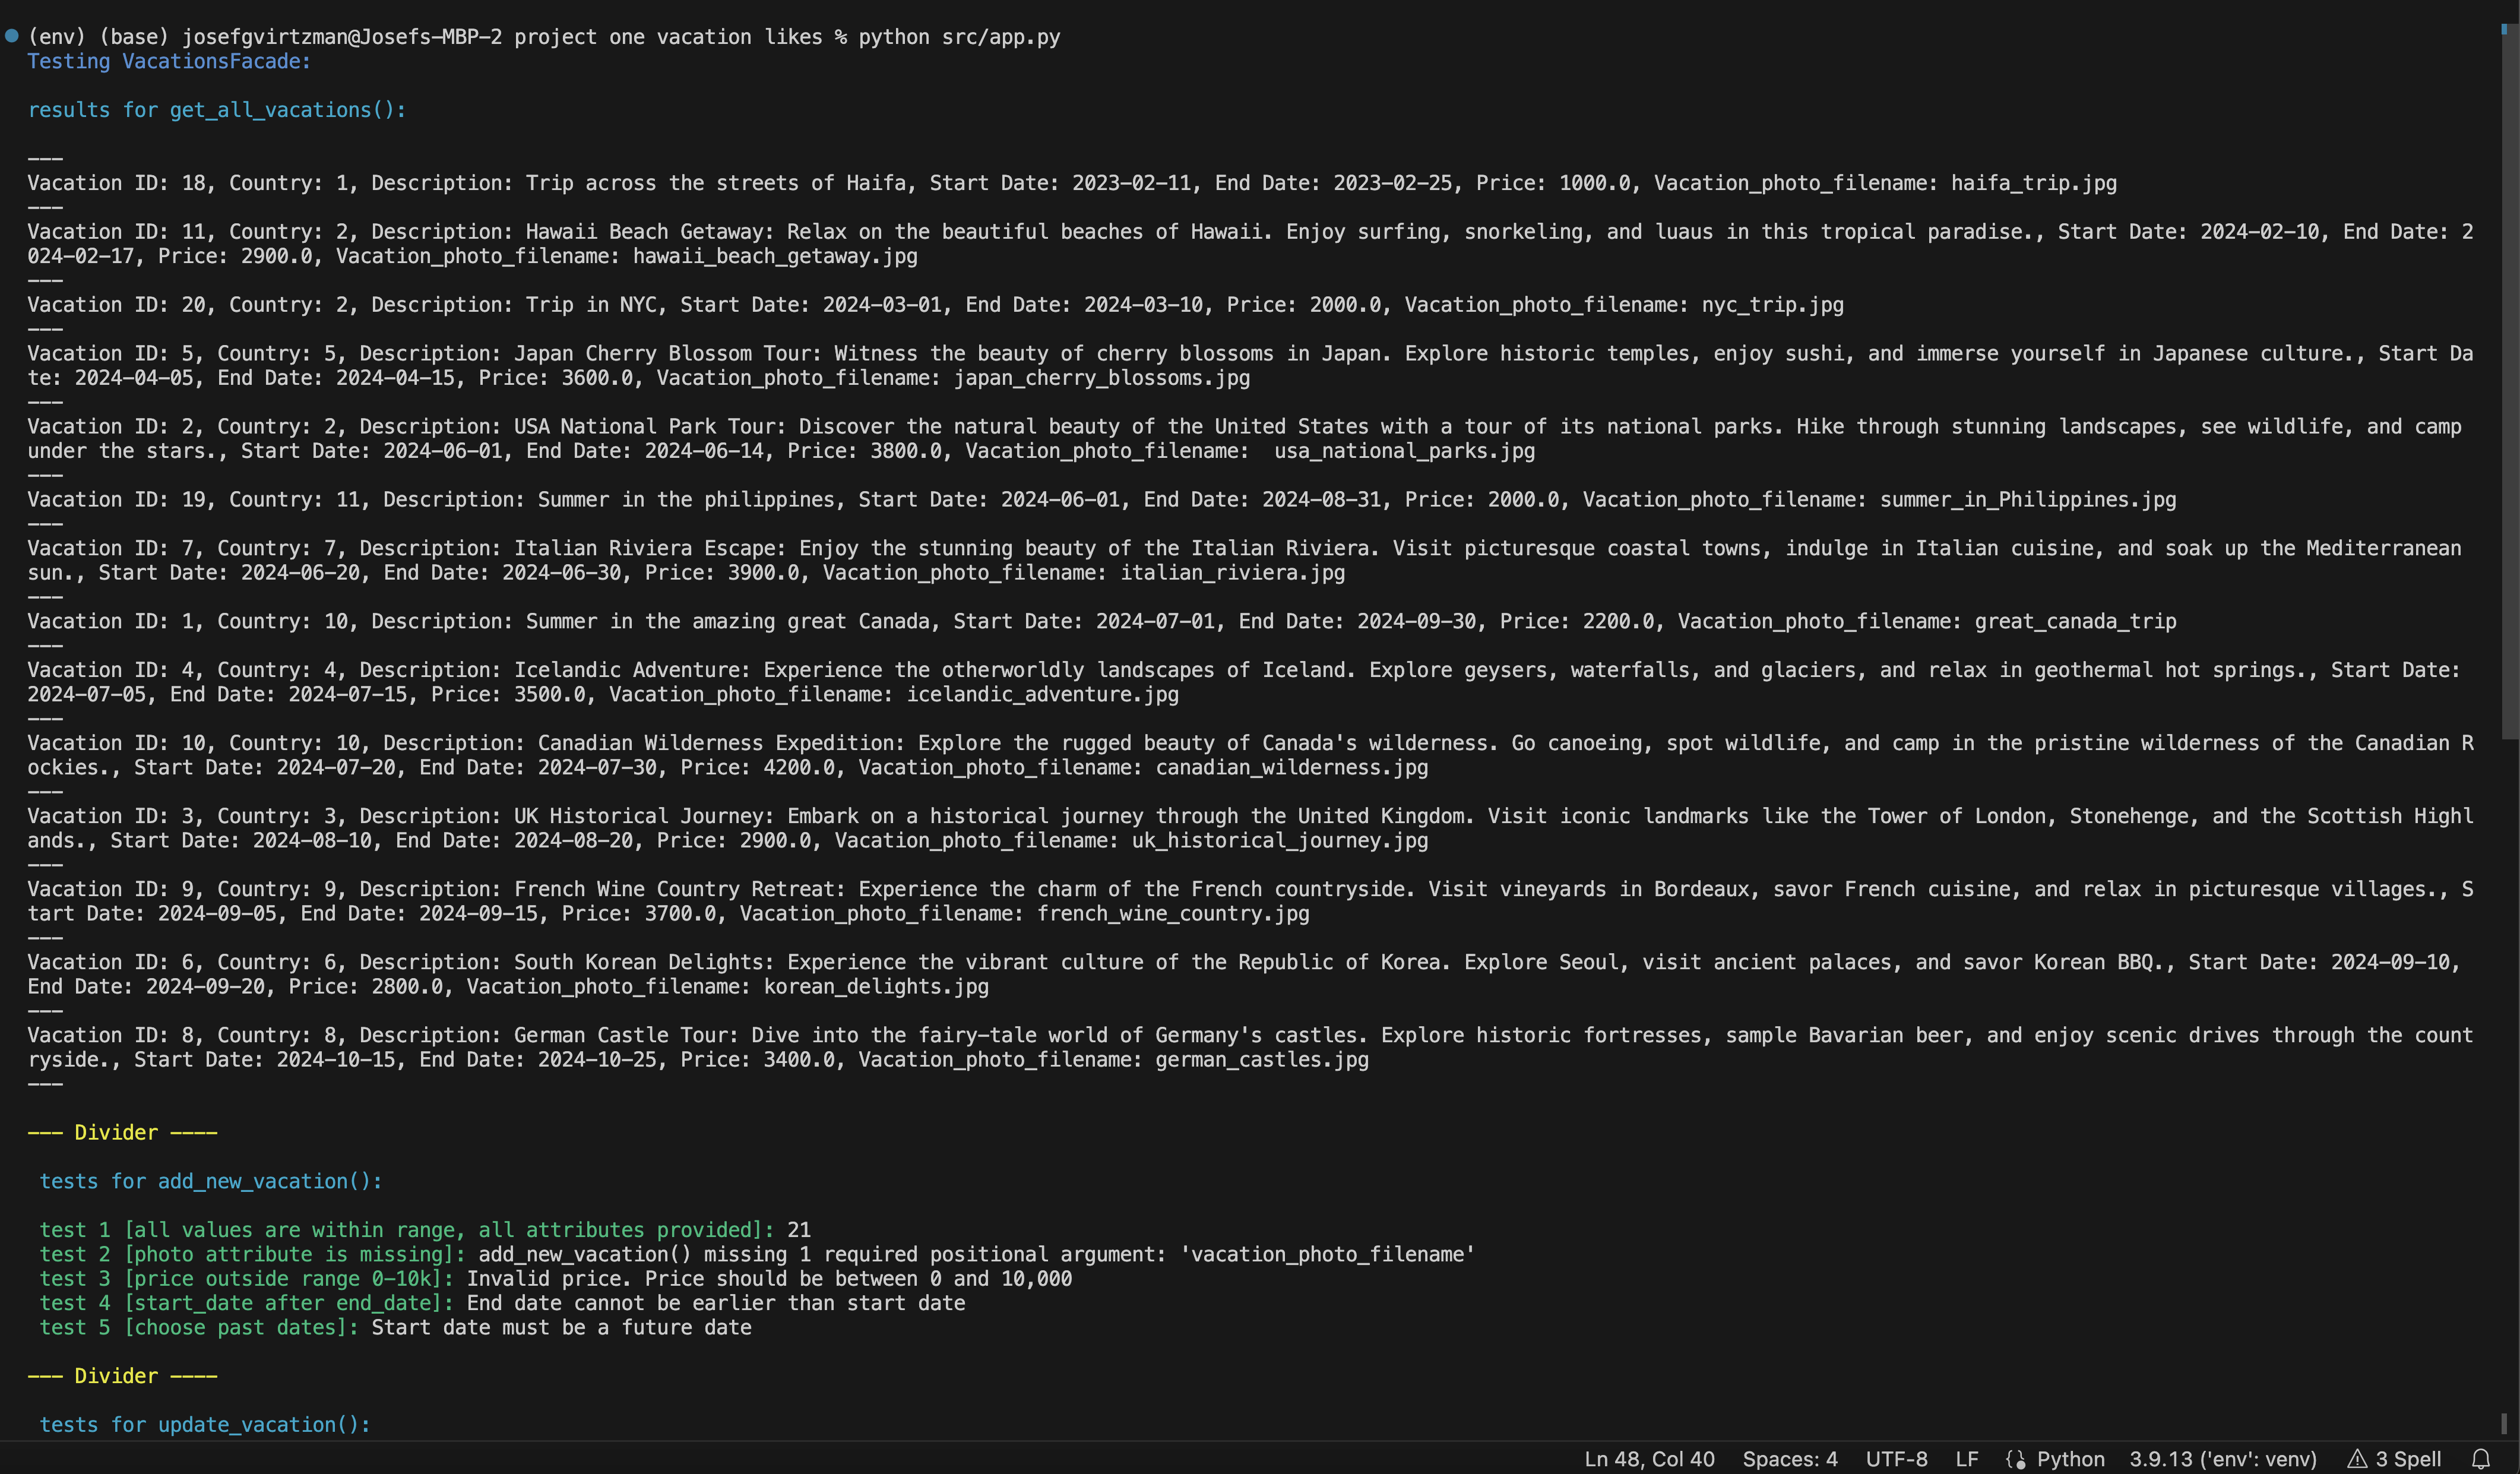 (env) (base) josefgvirtzman@Josefs-MBP-2 project one vacation likes % python src/app.py
Testing VacationsFacade:
results for get_all_vacations():
---
Vacation ID: 18, Country: 1, Description: Trip across the streets of Haifa, Start Date: 2023-02-11, End Date: 2023-02-25, Price: 1000.0, Vacation_photo_filename: haifa_trip.jpg
---
Vacation ID: 11, Country: 2, Description: Hawaii Beach Getaway: Relax on the beautiful beaches of Hawaii. Enjoy surfing, snorkeling, and luaus in this tropical paradise., Start Date: 2024-02-10, End Date: 2
024-02-17, Price: 2900.0, Vacation_photo_filename: hawaii_beach_getaway.jpg
---
Vacation ID: 20, Country: 2, Description: Trip in NYC, Start Date: 2024-03-01, End Date: 2024-03-10, Price: 2000.0, Vacation_photo_filename: nyc_trip.jpg
---
Vacation ID: 5, Country: 5, Description: Japan Cherry Blossom Tour: Witness the beauty of cherry blossoms in Japan. Explore historic temples, enjoy sushi, and immerse yourself in Japanese culture., Start Da
te: 2024-04-05, End Date: 2024-04-15, Price: 3600.0, Vacation_photo_filename: japan_cherry_blossoms.jpg
---
Vacation ID: 2, Country: 2, Description: USA National Park Tour: Discover the natural beauty of the United States with a tour of its national parks. Hike through stunning landscapes, see wildlife, and camp
under the stars., Start Date: 2024-06-01, End Date: 2024-06-14, Price: 3800.0, Vacation_photo_filename:  usa_national_parks.jpg
---
Vacation ID: 19, Country: 11, Description: Summer in the philippines, Start Date: 2024-06-01, End Date: 2024-08-31, Price: 2000.0, Vacation_photo_filename: summer_in_Philippines.jpg
---
Vacation ID: 7, Country: 7, Description: Italian Riviera Escape: Enjoy the stunning beauty of the Italian Riviera. Visit picturesque coastal towns, indulge in Italian cuisine, and soak up the Mediterranean
sun., Start Date: 2024-06-20, End Date: 2024-06-30, Price: 3900.0, Vacation_photo_filename: italian_riviera.jpg
---
Vacation ID: 1, Country: 10, Description: Summer in the amazing great Canada, Start Date: 2024-07-01, End Date: 2024-09-30, Price: 2200.0, Vacation_photo_filename: great_canada_trip
---
Vacation ID: 4, Country: 4, Description: Icelandic Adventure: Experience the otherworldly landscapes of Iceland. Explore geysers, waterfalls, and glaciers, and relax in geothermal hot springs., Start Date:
2024-07-05, End Date: 2024-07-15, Price: 3500.0, Vacation_photo_filename: icelandic_adventure.jpg
---
Vacation ID: 10, Country: 10, Description: Canadian Wilderness Expedition: Explore the rugged beauty of Canada's wilderness. Go canoeing, spot wildlife, and camp in the pristine wilderness of the Canadian R
ockies., Start Date: 2024-07-20, End Date: 2024-07-30, Price: 4200.0, Vacation_photo_filename: canadian_wilderness.jpg
---
Vacation ID: 3, Country: 3, Description: UK Historical Journey: Embark on a historical journey through the United Kingdom. Visit iconic landmarks like the Tower of London, Stonehenge, and the Scottish Highl
ands., Start Date: 2024-08-10, End Date: 2024-08-20, Price: 2900.0, Vacation_photo_filename: uk_historical_journey.jpg
---
Vacation ID: 9, Country: 9, Description: French Wine Country Retreat: Experience the charm of the French countryside. Visit vineyards in Bordeaux, savor French cuisine, and relax in picturesque villages., S
tart Date: 2024-09-05, End Date: 2024-09-15, Price: 3700.0, Vacation_photo_filename: french_wine_country.jpg
---
Vacation ID: 6, Country: 6, Description: South Korean Delights: Experience the vibrant culture of the Republic of Korea. Explore Seoul, visit ancient palaces, and savor Korean BBQ., Start Date: 2024-09-10,
End Date: 2024-09-20, Price: 2800.0, Vacation_photo_filename: korean_delights.jpg
---
Vacation ID: 8, Country: 8, Description: German Castle Tour: Dive into the fairy-tale world of Germany's castles. Explore historic fortresses, sample Bavarian beer, and enjoy scenic drives through the count
ryside., Start Date: 2024-10-15, End Date: 2024-10-25, Price: 3400.0, Vacation_photo_filename: german_castles.jpg
---
--- Divider ----
tests for add_new_vacation():
test 1 [all values are within range, all attributes provided]: 21
test 2 [photo attribute is missing]: add_new_vacation() missing 1 required positional argument: 'vacation_photo_filename'
test 3 [price outside range 0-10k]: Invalid price. Price should be between 0 and 10,000
test 4 [start_date after end_date]: End date cannot be earlier than start date
test 5 [choose past dates]: Start date must be a future date
--- Divider ----
tests for update_vacation():
Ln 48, Col 40 Spaces: 4 UTF-8 LF Python 3.9.13 ('env': venv) 3 Spell